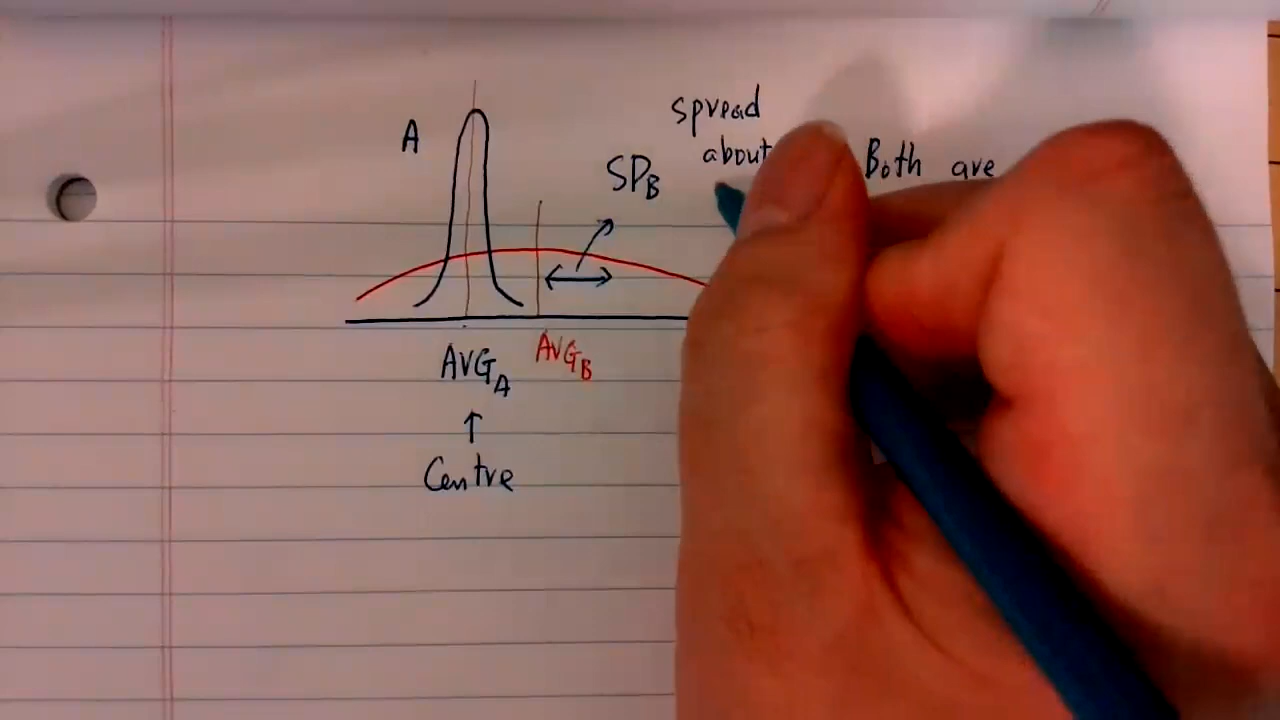 spread
about
A
SP_B
Both are
AVG_A
AVG_B
↑
Centre